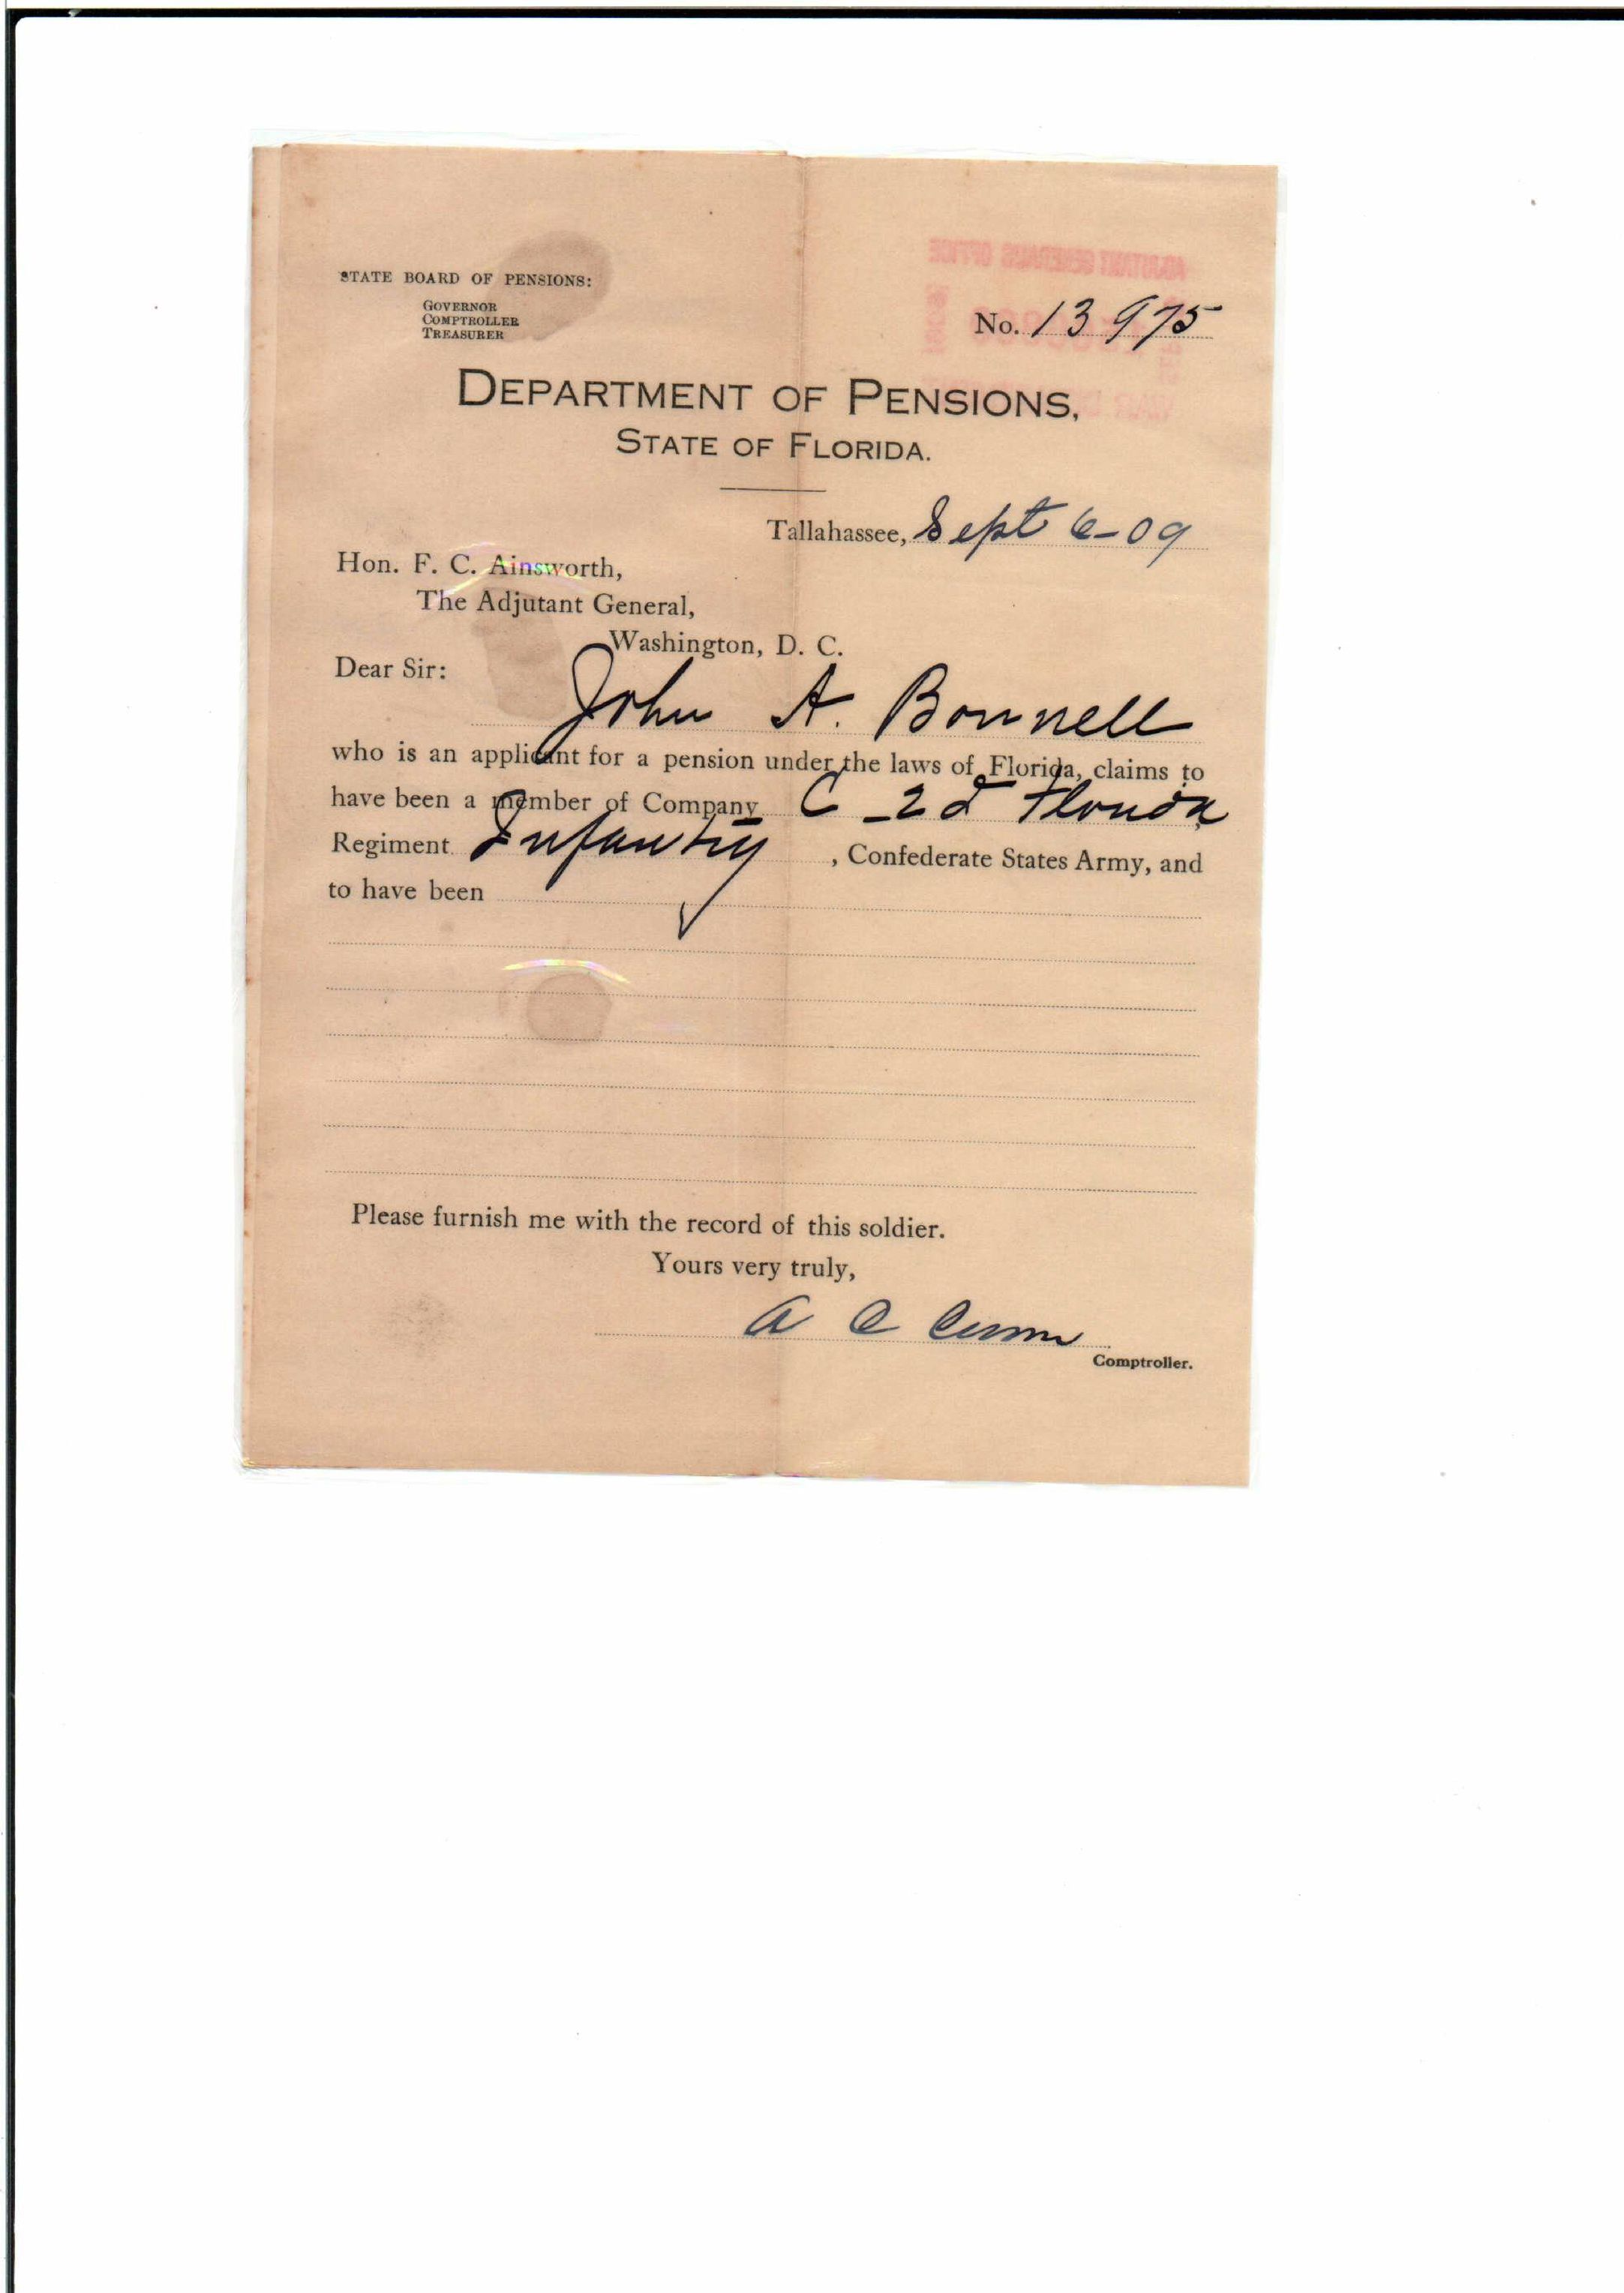 STATE BOARD OF PENSIONS:
GOVERNOR
COMPTROLLER
TREASURER
ADJUTANT GENERAL'S OFFICE
No. 13975
DEPARTMENT OF PENSIONS,
STATE OF FLORIDA.
Tallahassee, Sept 6-09
Hon. F. C. Ainsworth,
The Adjutant General,
Washington, D. C.
Dear Sir:
John A. Bonnell
who is an applicant for a pension under the laws of Florida, claims to
have been a member of Company C 2d Florida
Regiment Infantry , Confederate States Army, and
to have been
Please furnish me with the record of this soldier.
Yours very truly,
A C
Comptroller.